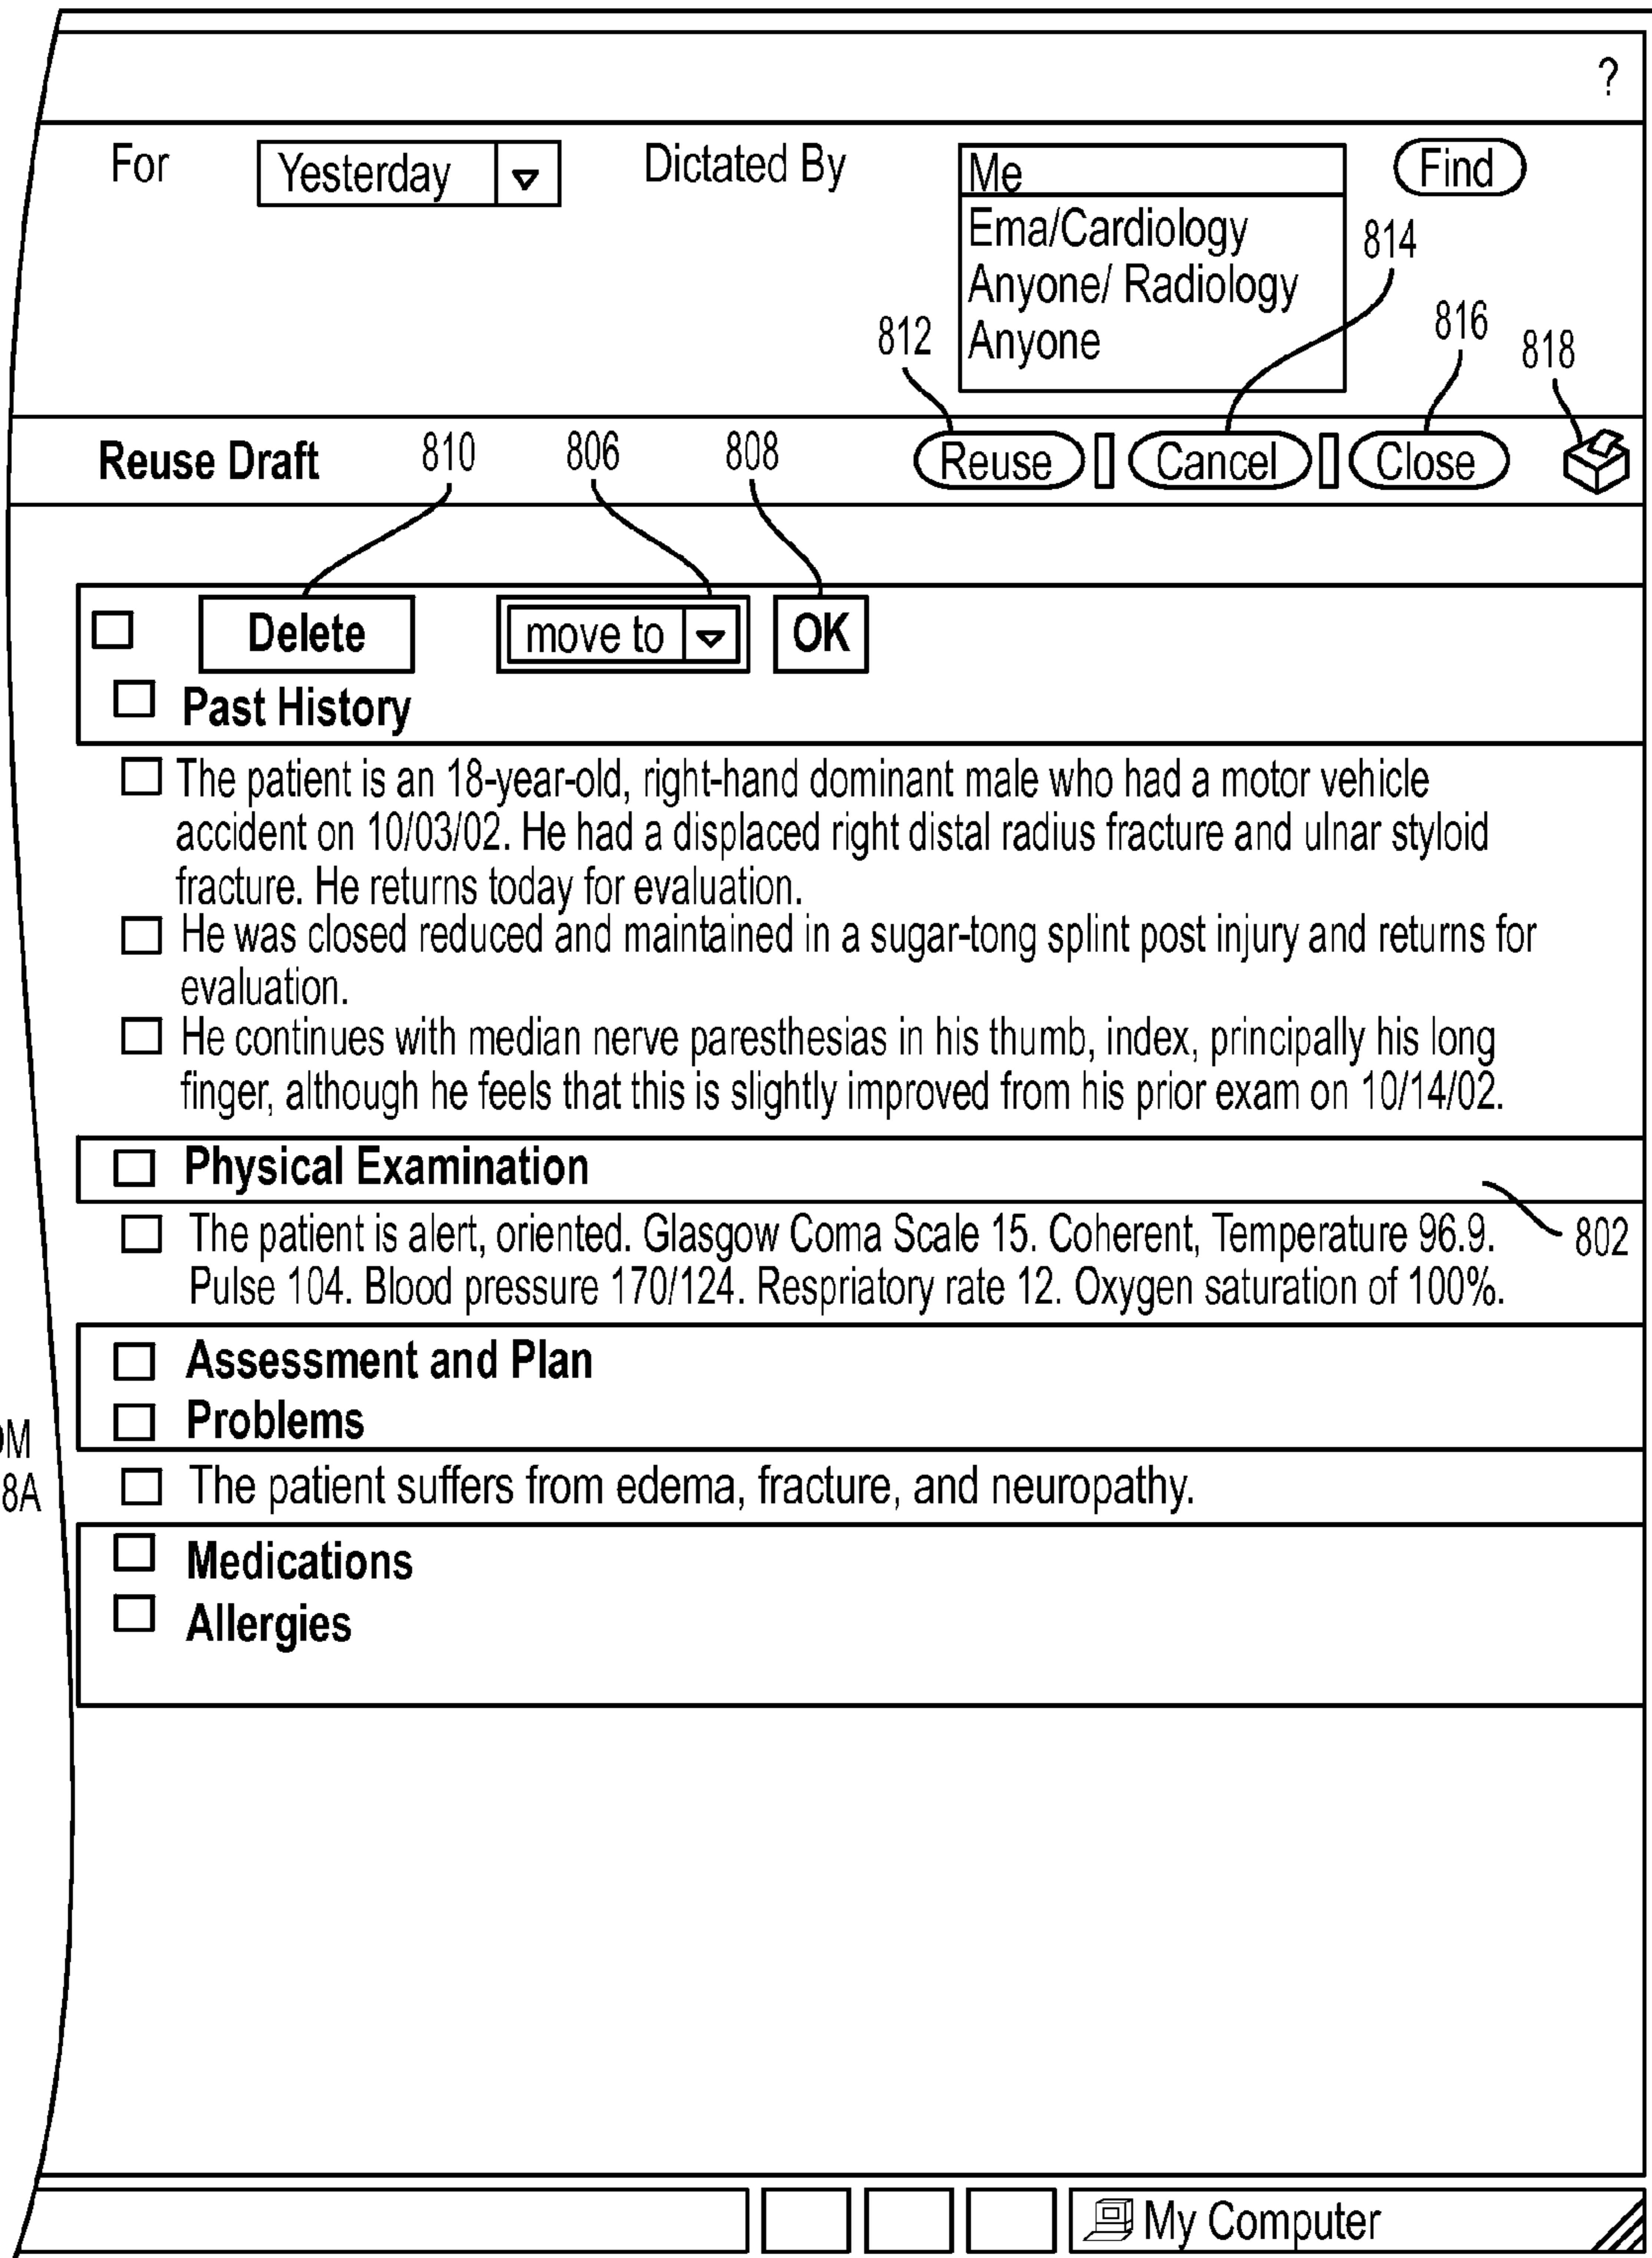 ?
For Yesterday Dictated By Me Find
Ema/Cardiology
814
Anyone/ Radiology
812 Anyone 816 818
Reuse Draft 810 806 808 Reuse Cancel Close
Delete move to OK
Past History
The patient is an 18-year-old, right-hand dominant male who had a motor vehicle
accident on 10/03/02. He had a displaced right distal radius fracture and ulnar styloid
fracture. He returns today for evaluation.
He was closed reduced and maintained in a sugar-tong splint post injury and returns for
evaluation.
He continues with median nerve paresthesias in his thumb, index, principally his long
finger, although he feels that this is slightly improved from his prior exam on 10/14/02.
Physical Examination
The patient is alert, oriented. Glasgow Coma Scale 15. Coherent, Temperature 96.9. 802
Pulse 104. Blood pressure 170/124. Respriatory rate 12. Oxygen saturation of 100%.
Assessment and Plan
Problems
M
8A
The patient suffers from edema, fracture, and neuropathy.
Medications
Allergies
My Computer